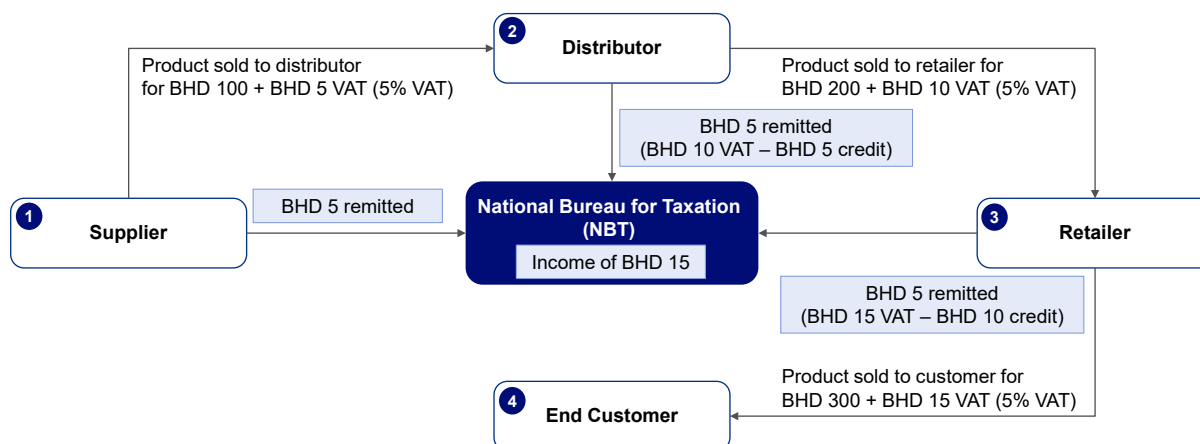 2
Distributor
Product sold to distributor
for BHD 100 + BHD 5 VAT (5% VAT)
Product sold to retailer for
BHD 200 + BHD 10 VAT (5% VAT)
BHD 5 remitted
(BHD 10 VAT – BHD 5 credit)
1
Supplier
BHD 5 remitted
National Bureau for Taxation
(NBT)
Income of BHD 15
3
Retailer
BHD 5 remitted
(BHD 15 VAT – BHD 10 credit)
Product sold to customer for
BHD 300 + BHD 15 VAT (5% VAT)
4
End Customer